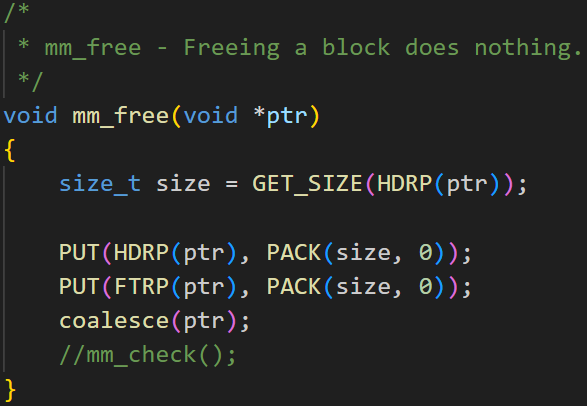 /*
 * mm_free - Freeing a block does nothing.
 */
void mm_free(void *ptr)
{
    size_t size = GET_SIZE(HDRP(ptr));

    PUT(HDRP(ptr), PACK(size, 0));
    PUT(FTRP(ptr), PACK(size, 0));
    coalesce(ptr);
    //mm_check();
}